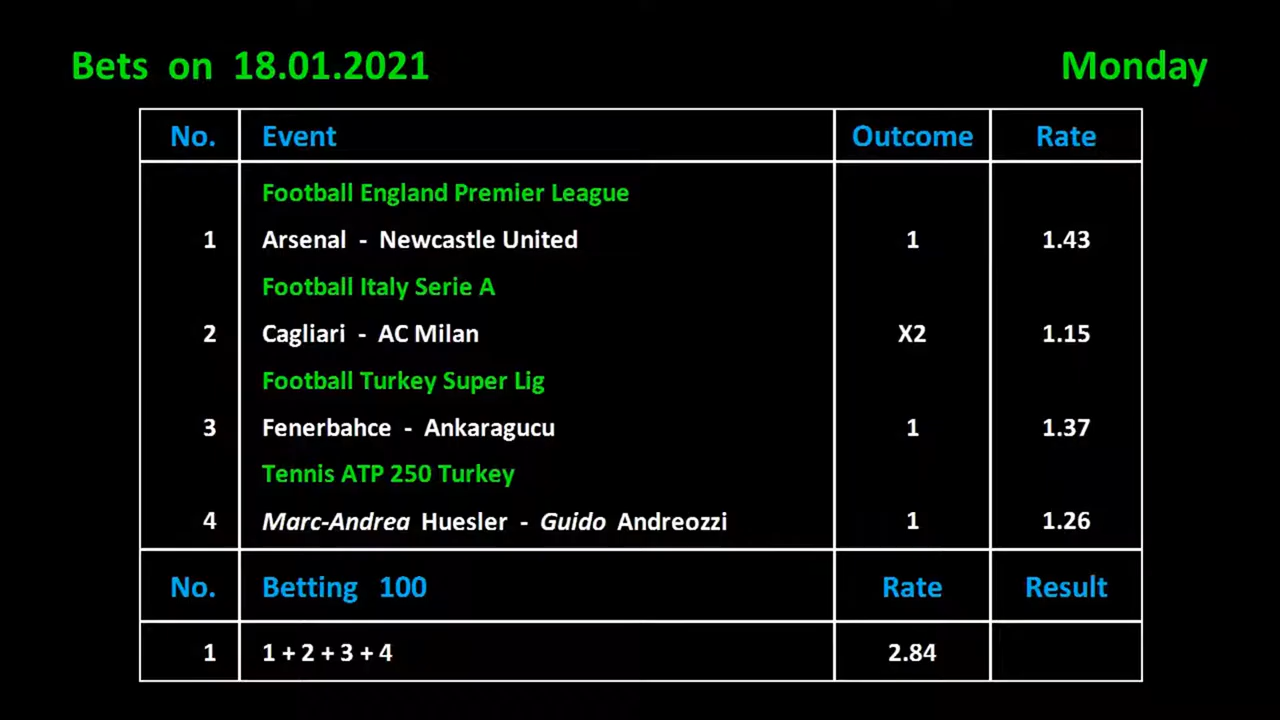 Bets on 18.01.2021 Monday
No. Event Outcome Rate
Football England Premier League
1 Arsenal - Newcastle United 1 1.43
Football Italy Serie A
2 Cagliari - AC Milan X2 1.15
Football Turkey Super Lig
3 Fenerbahce - Ankaragucu 1 1.37
Tennis ATP 250 Turkey
4 Marc-Andrea Huesler - Guido Andreozzi 1 1.26
No. Betting 100 Rate Result
1 1 + 2 + 3 + 4 2.84